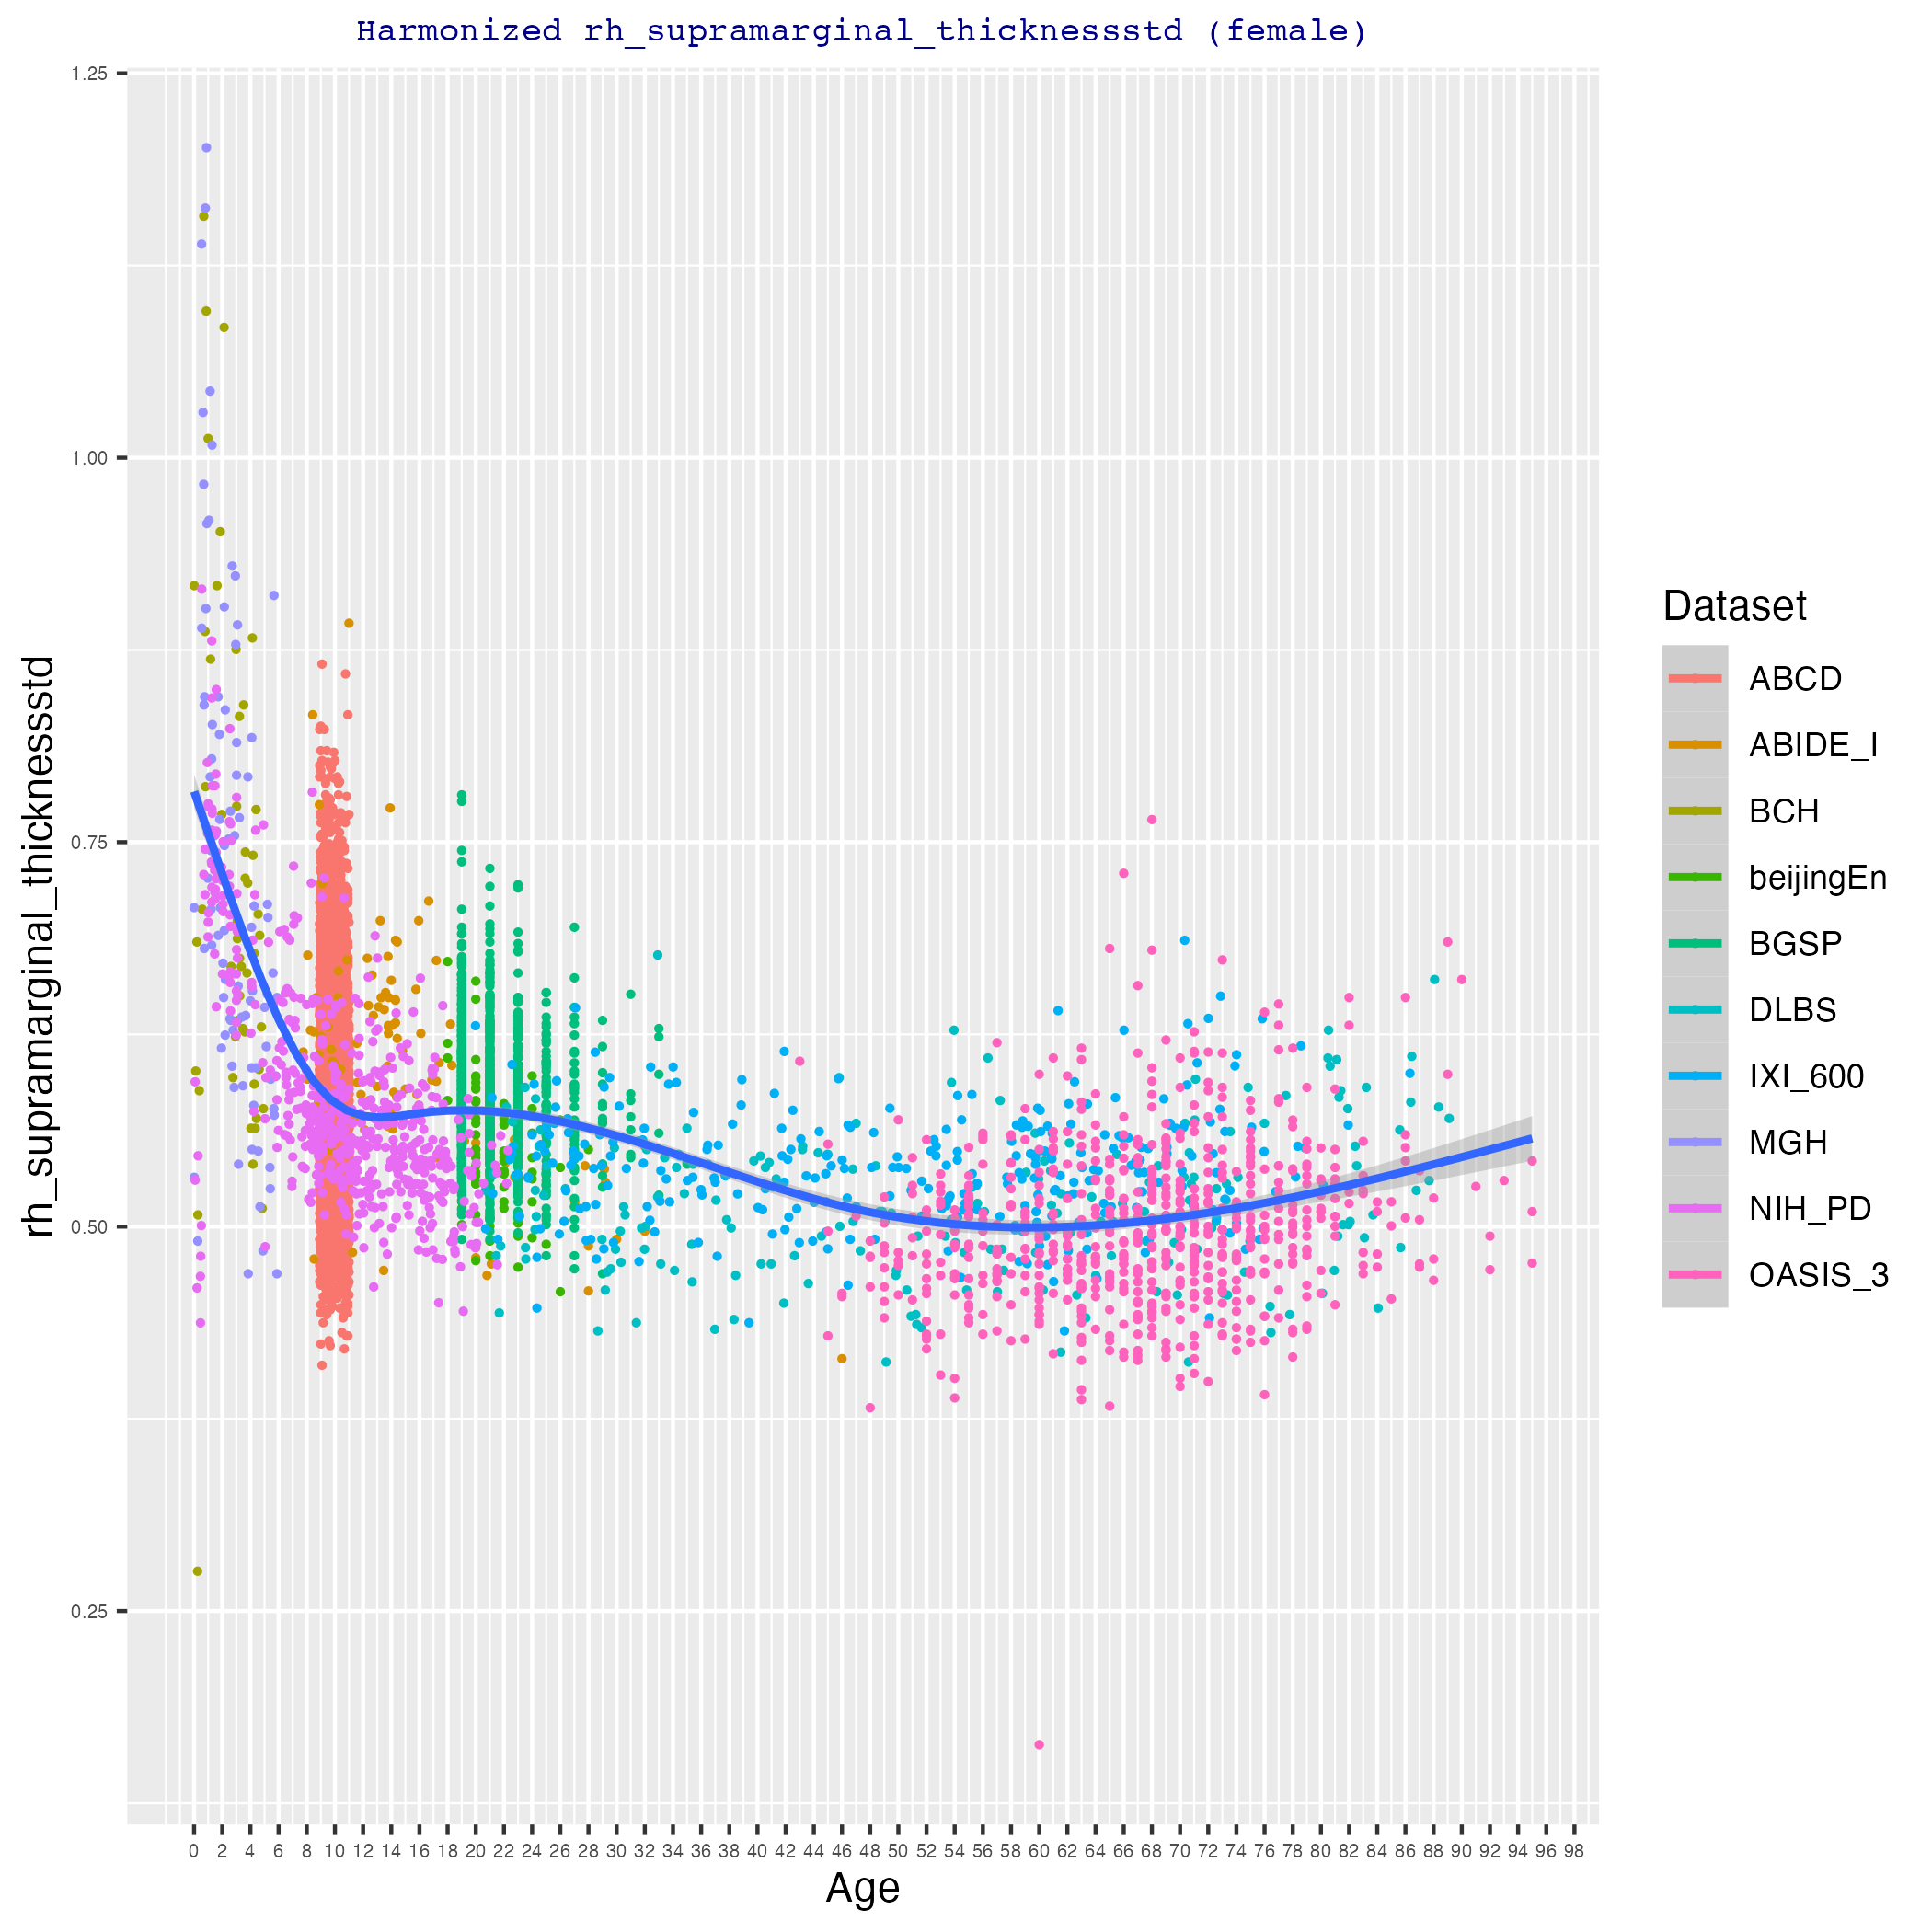 Harmonized rh_supramarginal_thicknessstd (female)
1.25
1.00
0.75
0.50
0.25
rh_supramarginal_thicknessstd
0 2 4 6 8 10 12 14 16 18 20 22 24 26 28 30 32 34 36 38 40 42 44 46 48 50 52 54 56 58 60 62 64 66 68 70 72 74 76 78 80 82 84 86 88 90 92 94 96 98
Age
Dataset
ABCD
ABIDE_I
BCH
beijingEn
BGSP
DLBS
IXI_600
MGH
NIH_PD
OASIS_3